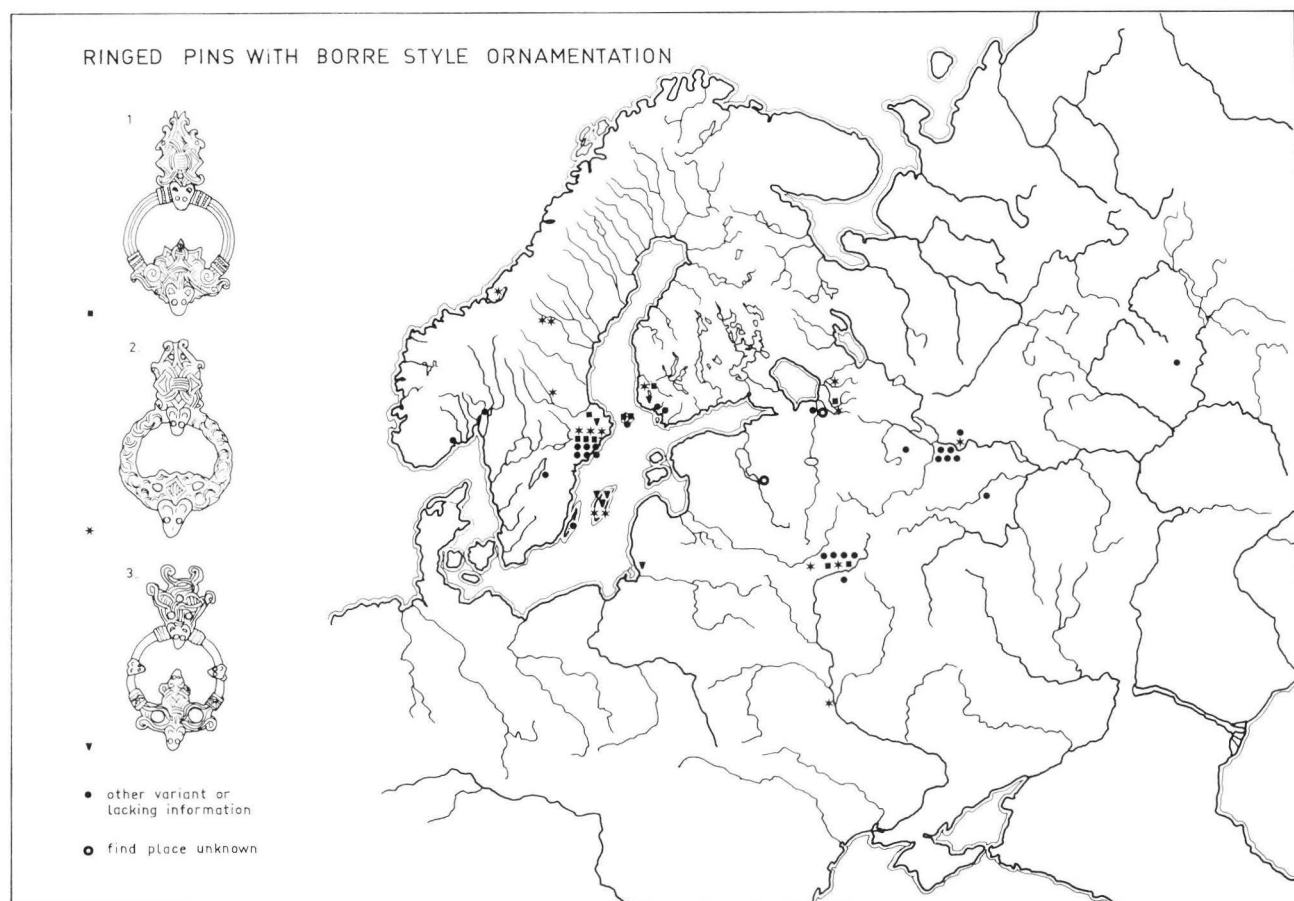 RINGED PINS WiTH BORRE STYLE ORNAMENTATION
1
2.
3.
other variant or
lacking information
find place unknown